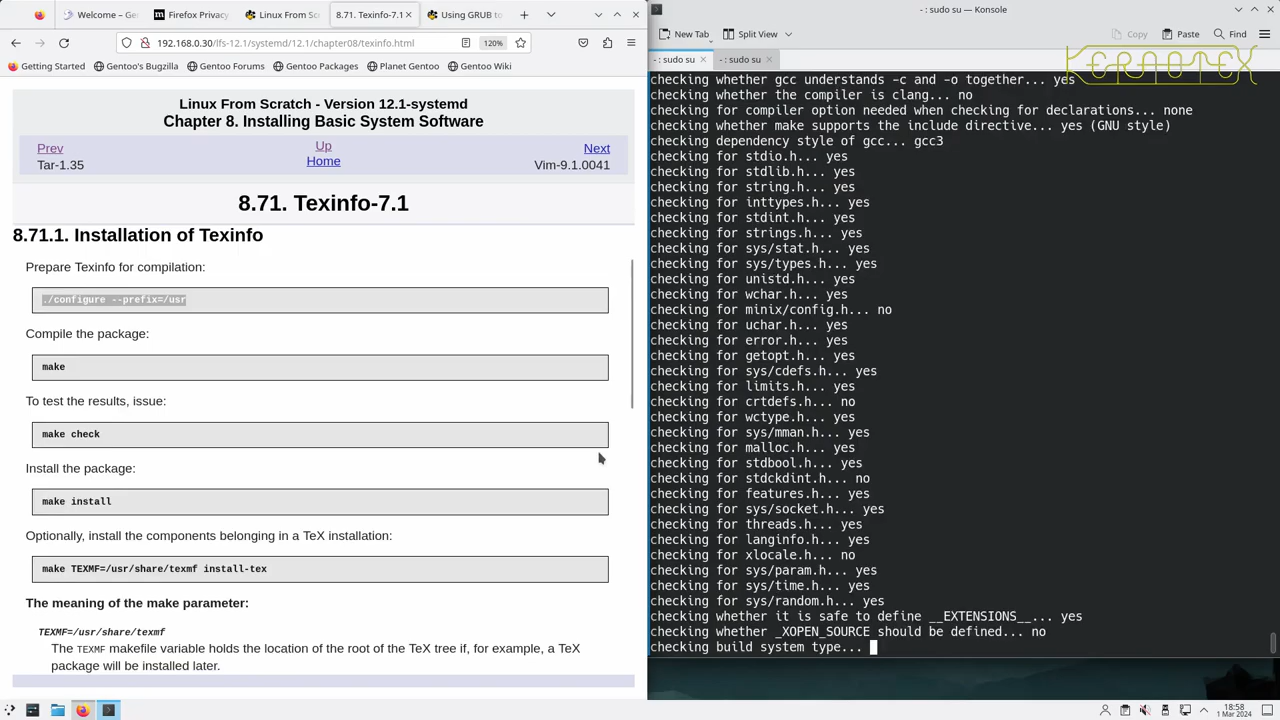 Welcome – Gen
Firefox Privacy
Linux From Scr
8.71. Texinfo-7.1
Using GRUB to
192.168.0.30/lfs-12.1/systemd/12.1/chapter08/texinfo.html
120%
Getting Started
Gentoo's Bugzilla
Gentoo Forums
Gentoo Packages
Planet Gentoo
Gentoo Wiki
Linux From Scratch - Version 12.1-systemd
Chapter 8. Installing Basic System Software
Prev
Up
Next
Tar-1.35
Home
Vim-9.1.0041
8.71. Texinfo-7.1
8.71.1. Installation of Texinfo
Prepare Texinfo for compilation:
./configure --prefix=/usr
Compile the package:
make
To test the results, issue:
make check
Install the package:
make install
Optionally, install the components belonging in a TeX installation:
make TEXMF=/usr/share/texmf install-tex
The meaning of the make parameter:
TEXMF=/usr/share/texmf
The TEXMF makefile variable holds the location of the root of the TeX tree if, for example, a TeX
package will be installed later.
- : sudo su — Konsole
New Tab
Split View
Copy
Paste
Find
- : sudo su
- : sudo su
KERNOTEX
checking whether gcc understands -c and -o together... yes
checking whether the compiler is clang... no
checking for compiler option needed when checking for declarations... none
checking whether make supports the include directive... yes (GNU style)
checking dependency style of gcc... gcc3
checking for stdio.h... yes
checking for stdlib.h... yes
checking for string.h... yes
checking for inttypes.h... yes
checking for stdint.h... yes
checking for strings.h... yes
checking for sys/stat.h... yes
checking for sys/types.h... yes
checking for unistd.h... yes
checking for wchar.h... yes
checking for minix/config.h... no
checking for uchar.h... yes
checking for error.h... yes
checking for getopt.h... yes
checking for sys/cdefs.h... yes
checking for limits.h... yes
checking for crtdefs.h... no
checking for wctype.h... yes
checking for sys/mman.h... yes
checking for malloc.h... yes
checking for stdbool.h... yes
checking for stdckdint.h... no
checking for features.h... yes
checking for sys/socket.h... yes
checking for threads.h... yes
checking for langinfo.h... yes
checking for xlocale.h... no
checking for sys/param.h... yes
checking for sys/time.h... yes
checking for sys/random.h... yes
checking whether it is safe to define __EXTENSIONS__... yes
checking whether _XOPEN_SOURCE should be defined... no
checking build system type...
18:58
1 Mar 2024